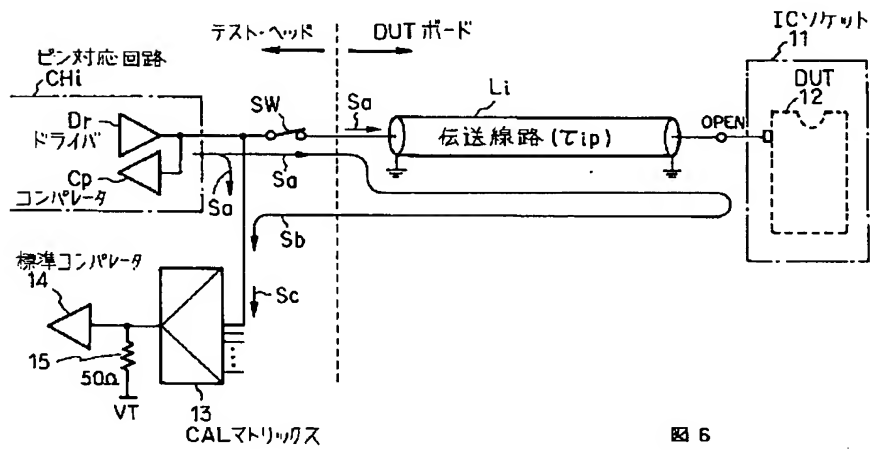 ICソケット
11
テスト・ヘッド
DUT ボード
ピン対応回路
CHi
DUT
12
Dr
ドライバ
SW
Sa
Li
伝送線路(τip)
OPEN
Cp
コンパレータ
Sa
Sa
Sb
標準コンパレータ
14
Sc
15
50Ω
VT
13
CALマトリックス
図 6